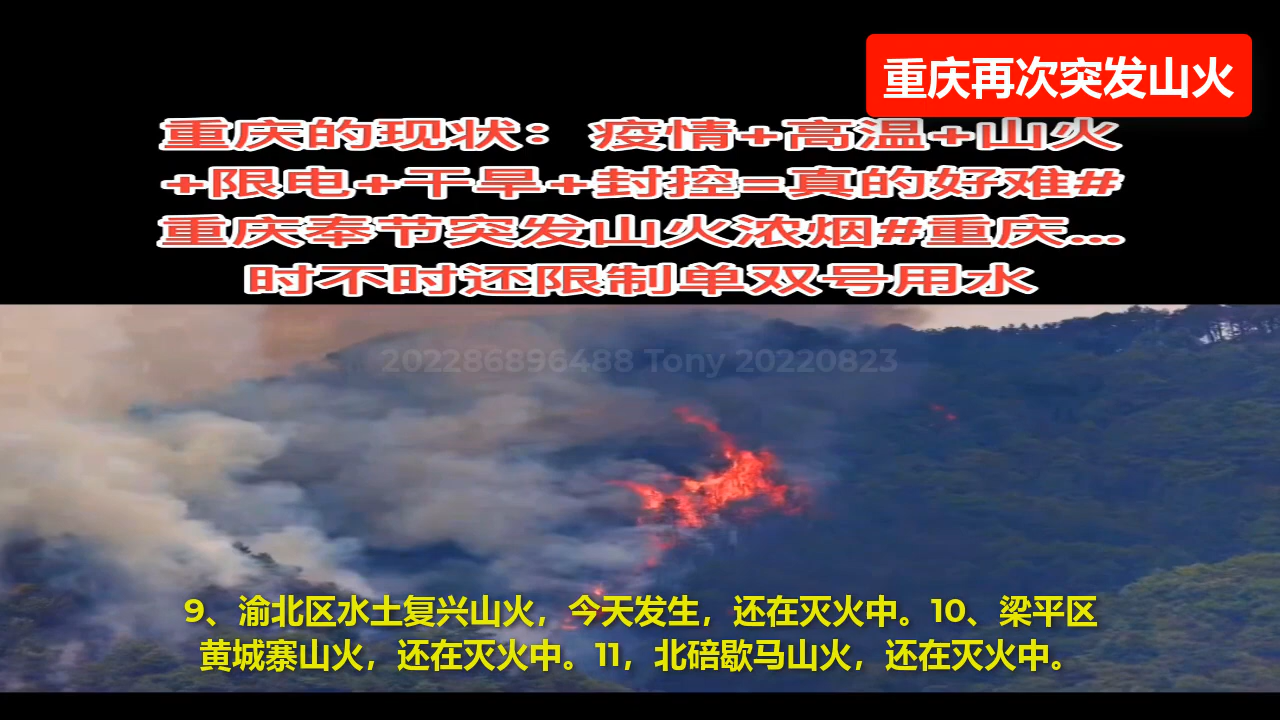 重庆再次突发山火
重庆的现状：疫情+高温+山火
+限电+干旱+封控=真的好难#
重庆奉节突发山火浓烟#重庆...
时不时还限制单双号用水
202286896488 Tony 20220823
9、渝北区水土复兴山火，今天发生，还在灭火中。10、梁平区
黄城寨山火，还在灭火中。11，北碚歇马山火，还在灭火中。